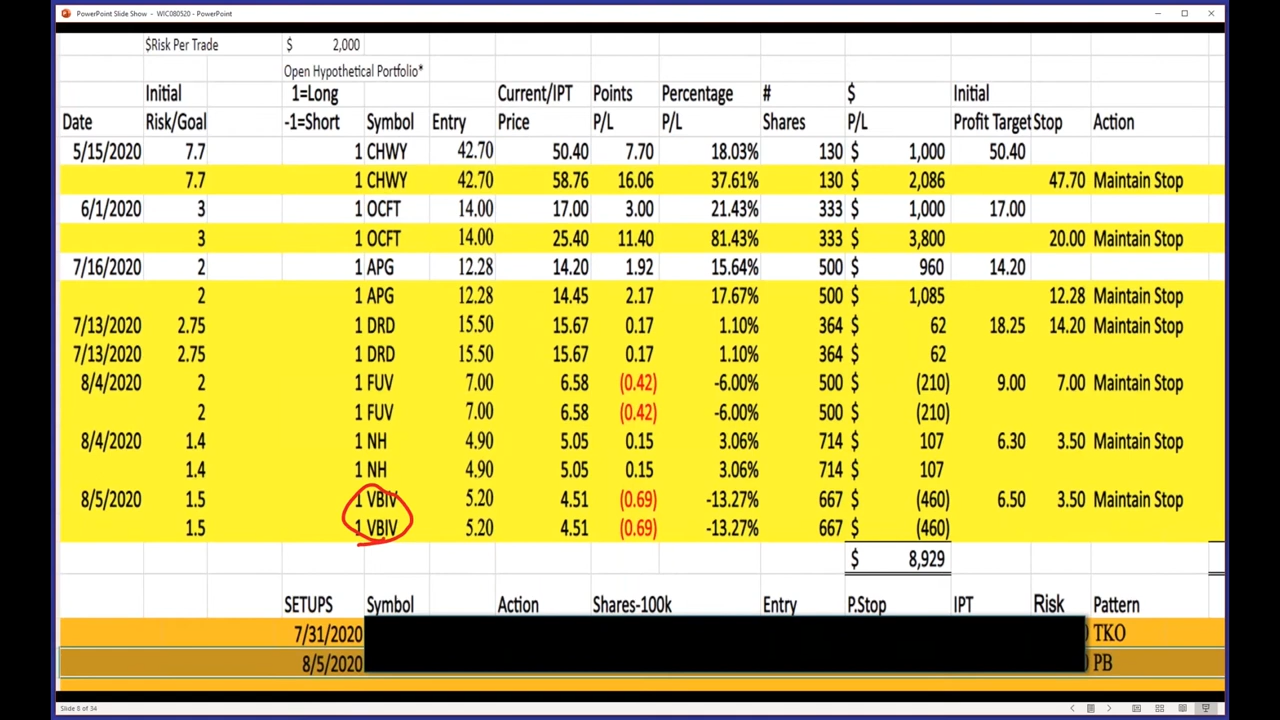 PowerPoint Slide Show - WIC080520 - PowerPoint
$Risk Per Trade $ 2,000
Open Hypothetical Portfolio*
Initial 1=Long Current/IPT Points Percentage # $ Initial
Date Risk/Goal -1=Short Symbol Entry Price P/L P/L Shares P/L Profit Target Stop Action
5/15/2020 7.7 1 CHWY 42.70 50.40 7.70 18.03% 130 $ 1,000 50.40
7.7 1 CHWY 42.70 58.76 16.06 37.61% 130 $ 2,086 47.70 Maintain Stop
6/1/2020 3 1 OCFT 14.00 17.00 3.00 21.43% 333 $ 1,000 17.00
3 1 OCFT 14.00 25.40 11.40 81.43% 333 $ 3,800 20.00 Maintain Stop
7/16/2020 2 1 APG 12.28 14.20 1.92 15.64% 500 $ 960 14.20
2 1 APG 12.28 14.45 2.17 17.67% 500 $ 1,085 12.28 Maintain Stop
7/13/2020 2.75 1 DRD 15.50 15.67 0.17 1.10% 364 $ 62 18.25 14.20 Maintain Stop
7/13/2020 2.75 1 DRD 15.50 15.67 0.17 1.10% 364 $ 62
8/4/2020 2 1 FUV 7.00 6.58 (0.42) -6.00% 500 $ (210) 9.00 7.00 Maintain Stop
2 1 FUV 7.00 6.58 (0.42) -6.00% 500 $ (210)
8/4/2020 1.4 1 NH 4.90 5.05 0.15 3.06% 714 $ 107 6.30 3.50 Maintain Stop
1.4 1 NH 4.90 5.05 0.15 3.06% 714 $ 107
8/5/2020 1.5 1 VBIV 5.20 4.51 (0.69) -13.27% 667 $ (460) 6.50 3.50 Maintain Stop
1.5 1 VBIV 5.20 4.51 (0.69) -13.27% 667 $ (460)
$ 8,929
SETUPS Symbol Action Shares-100k Entry P.Stop IPT Risk Pattern
7/31/2020 TKO
8/5/2020 PB
Slide 8 of 34